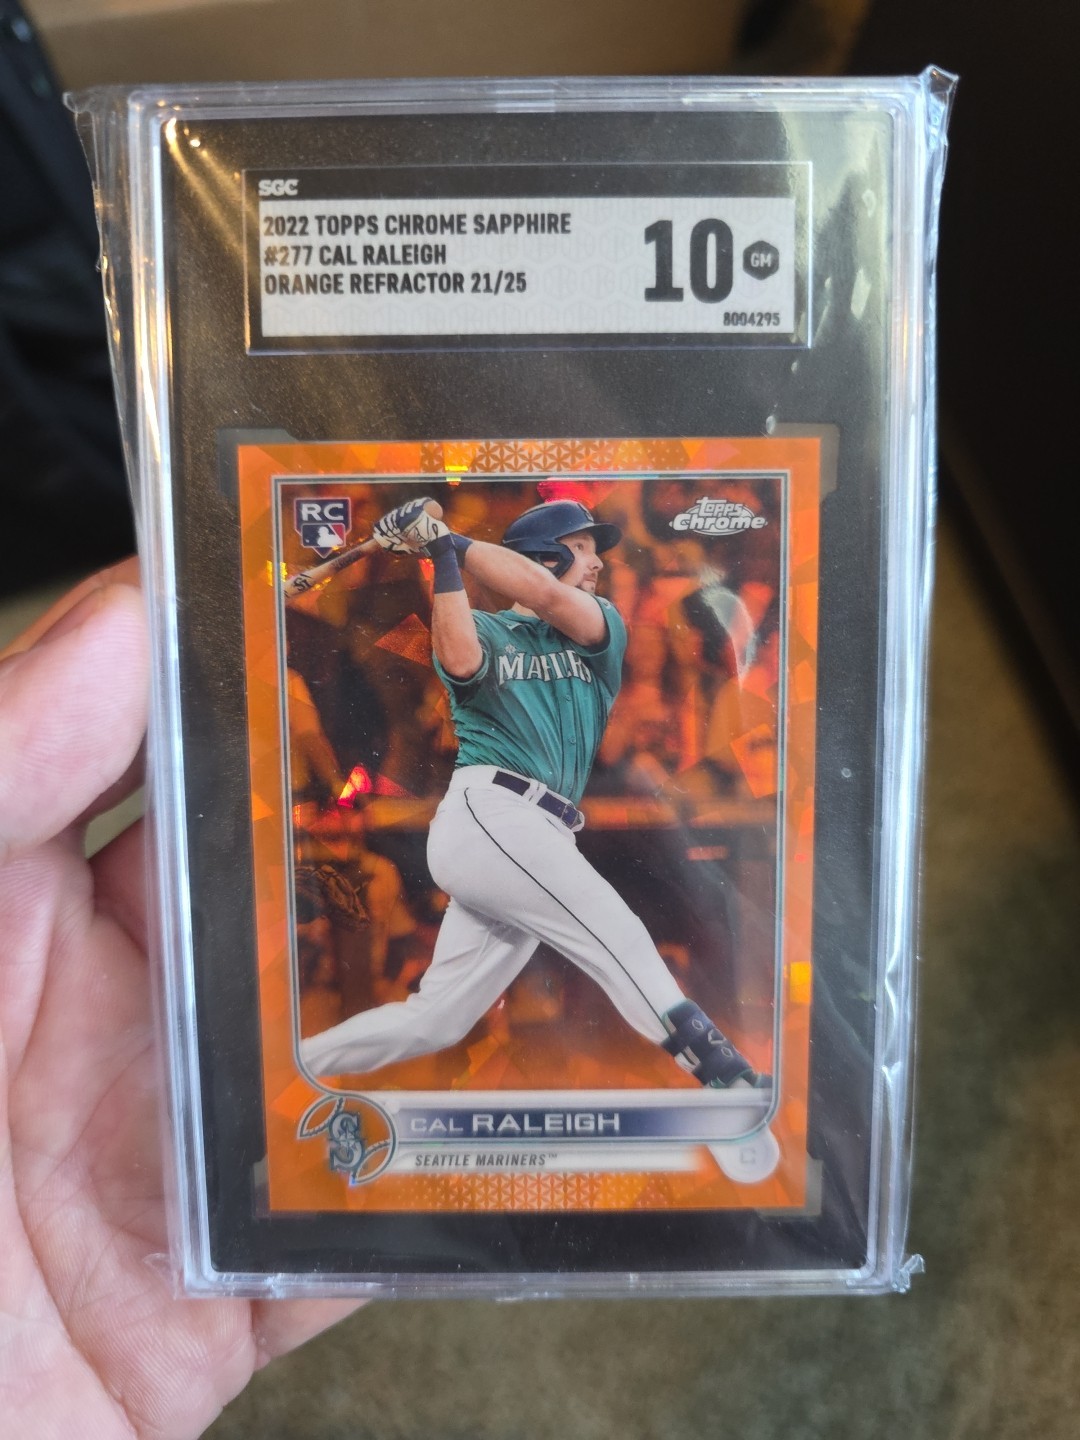 SGC
2022 TOPPS CHROME SAPPHIRE
#277 CAL RALEIGH
ORANGE REFRACTOR 21/25
10 GM
8004295
RC
Topps
Chrome
MARINERS
CAL RALEIGH
SEATTLE MARINERS™
C
S